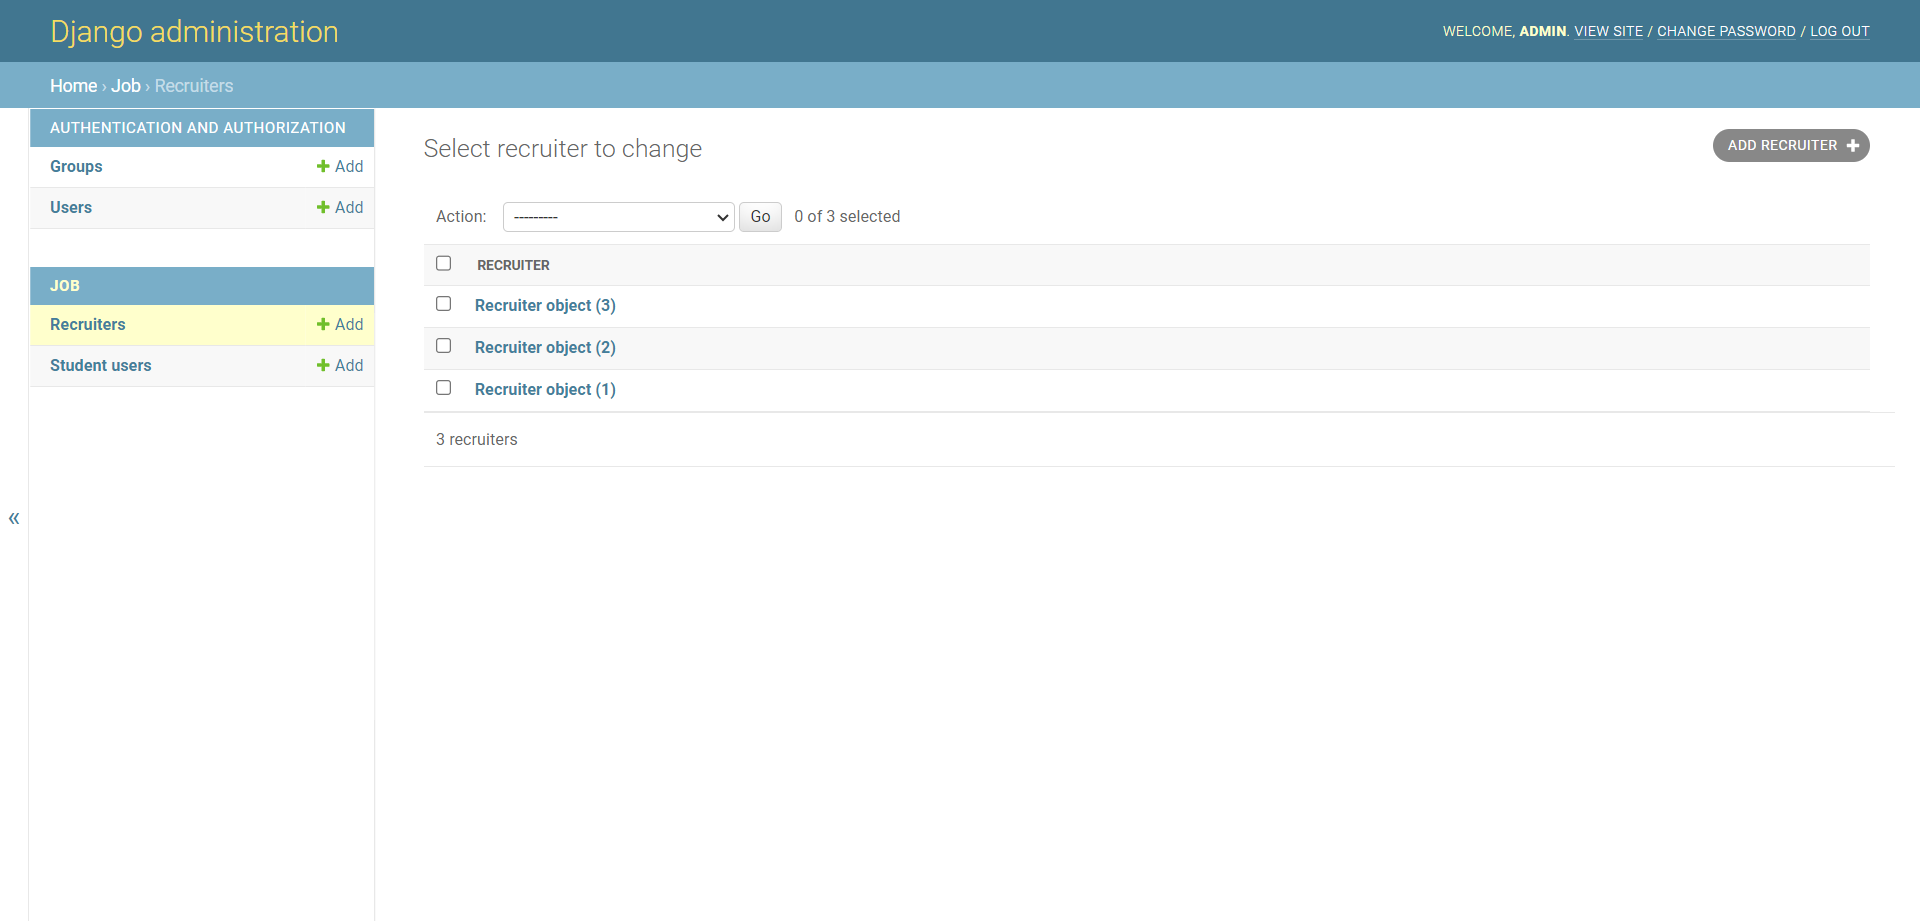 Django administration
WELCOME, ADMIN. VIEW SITE / CHANGE PASSWORD / LOG OUT
Home › Job › Recruiters
AUTHENTICATION AND AUTHORIZATION
Groups + Add
Users + Add
JOB
Recruiters + Add
Student users + Add
«
Select recruiter to change
ADD RECRUITER +
Action: --------- Go 0 of 3 selected
RECRUITER
Recruiter object (3)
Recruiter object (2)
Recruiter object (1)
3 recruiters